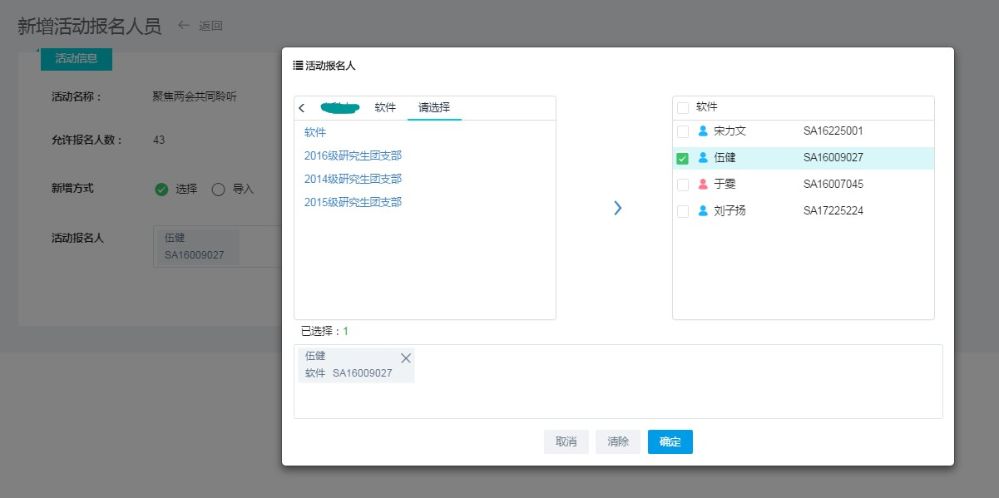 新增活动报名人员 返回
活动信息
活动名称： 聚焦两会共同聆听
允许报名人数： 43
新增方式 选择 导入
活动报名人 伍健
SA16009027
活动报名人
软件 请选择
软件
2016级研究生团支部
2014级研究生团支部
2015级研究生团支部
软件
宋力文 SA16225001
伍健 SA16009027
于雯 SA16007045
刘子扬 SA17225224
已选择：1
伍健
软件 SA16009027
取消 清除 确定